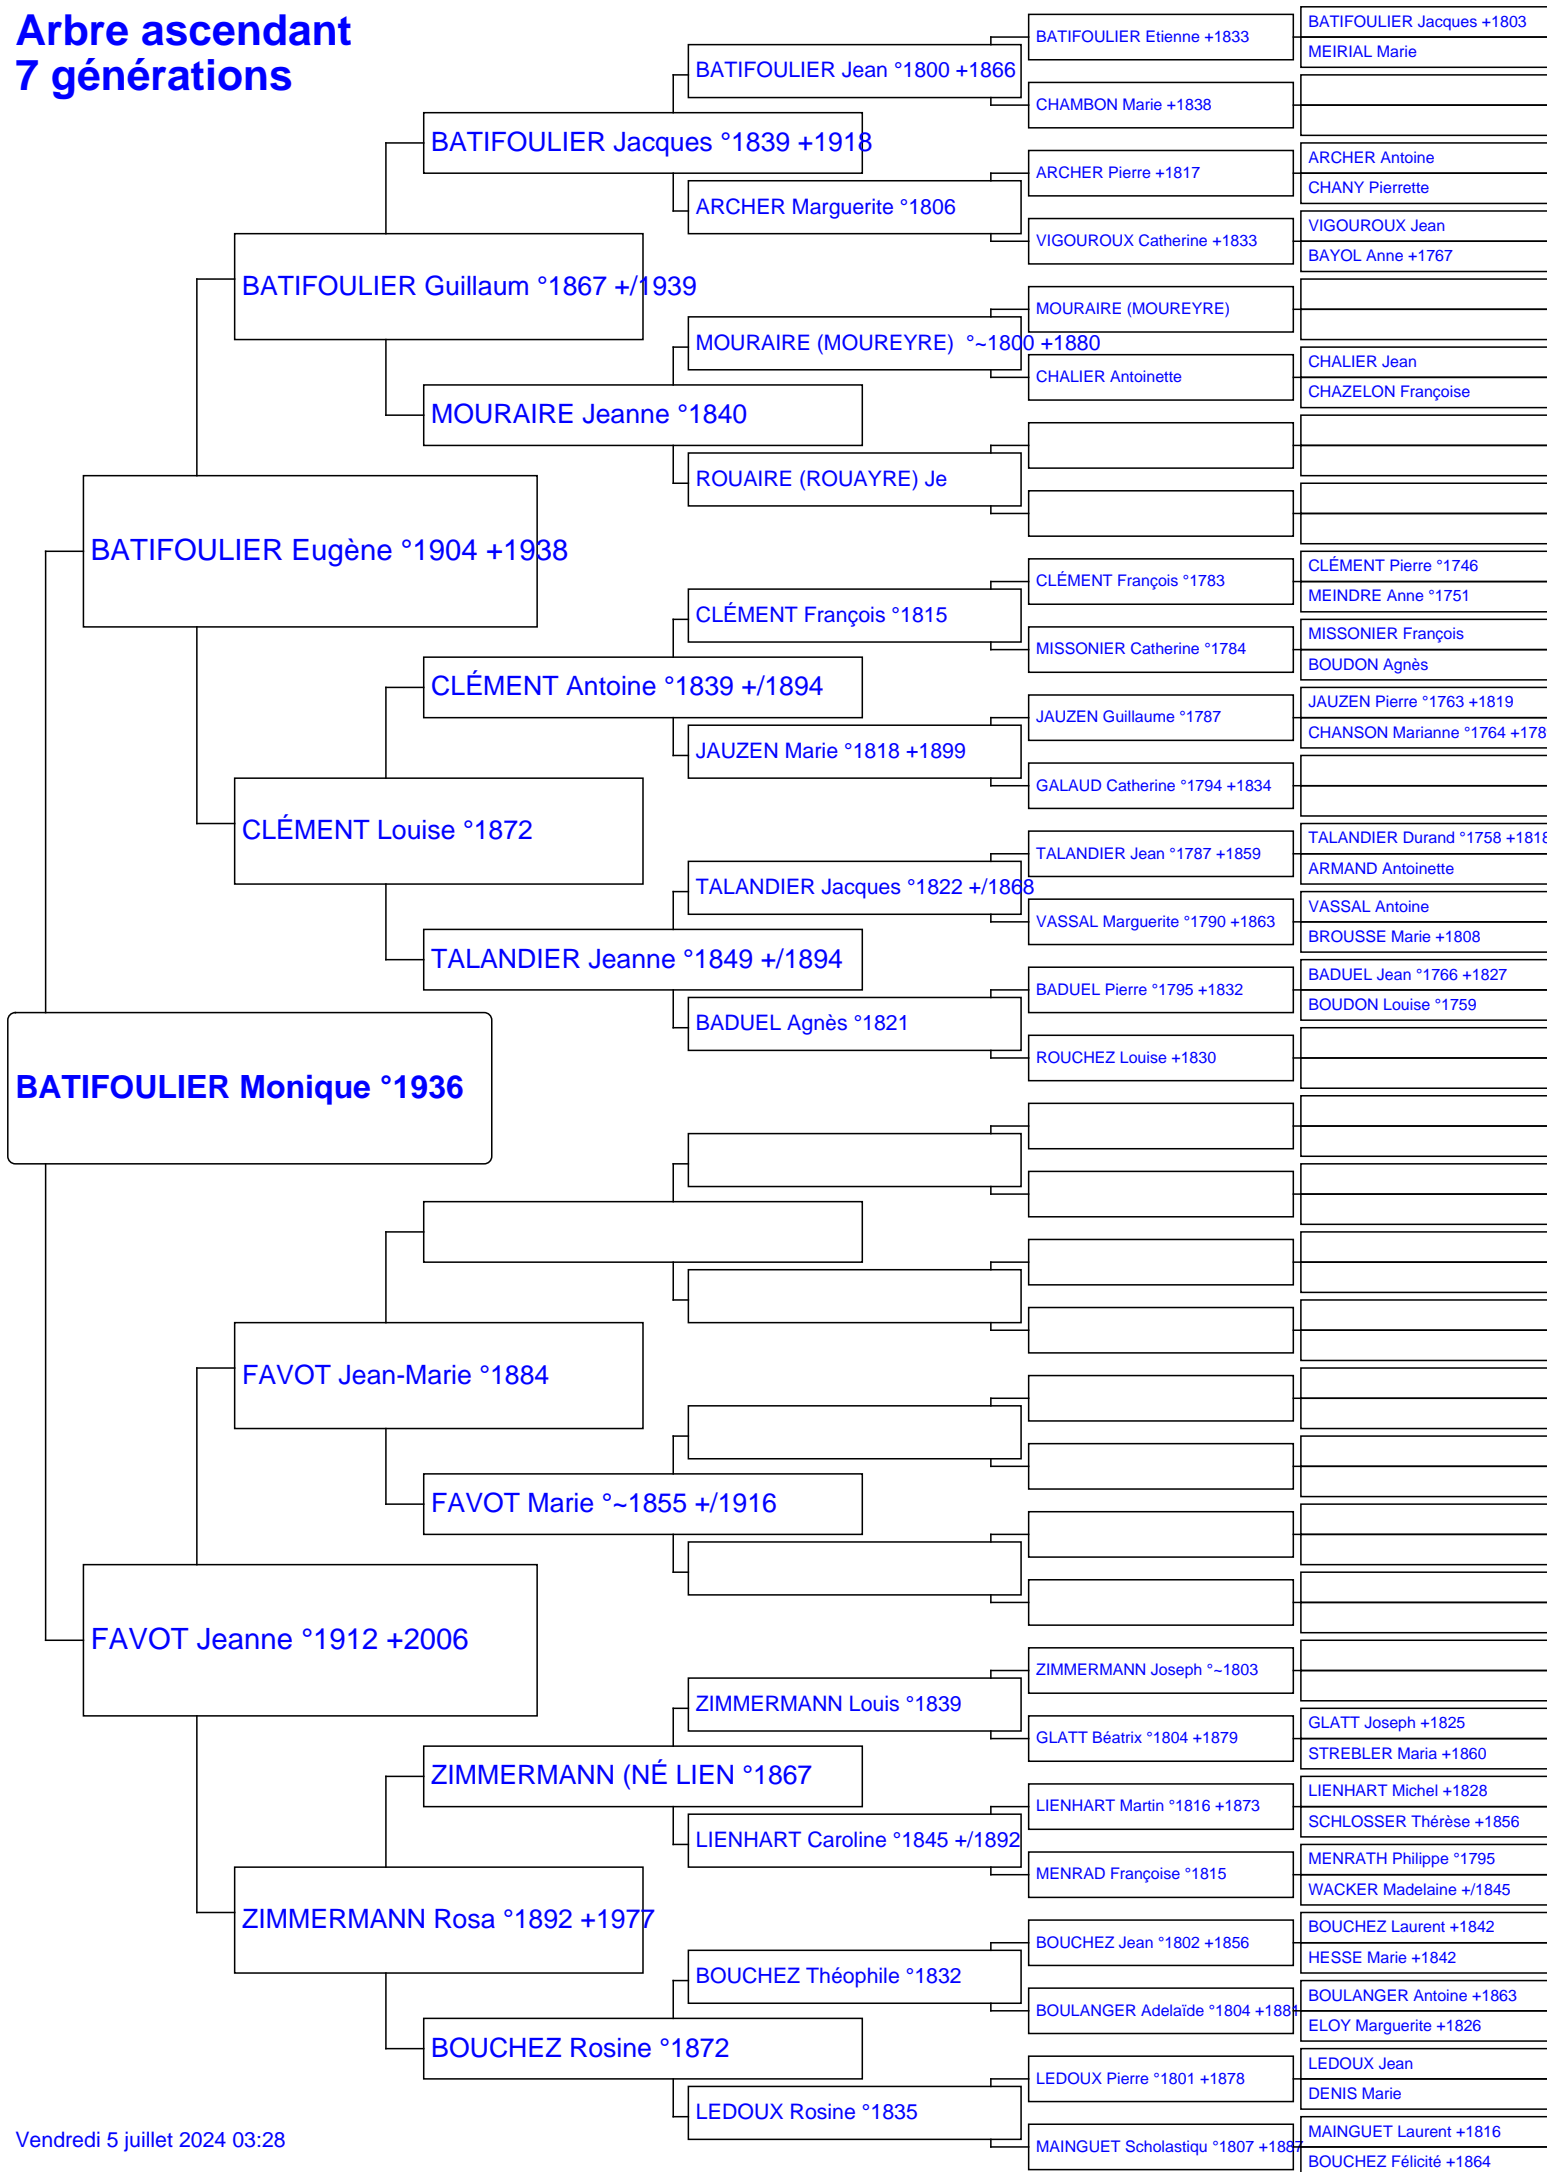 Arbre ascendant
7 générations
BATIFOULIER Monique °1936
BATIFOULIER Eugène °1904 +1938
FAVOT Jeanne °1912 +2006
BATIFOULIER Guillaum °1867 +/1939
CLÉMENT Louise °1872
FAVOT Jean-Marie °1884
ZIMMERMANN Rosa °1892 +1977
BATIFOULIER Jacques °1839 +1918
MOURAIRE Jeanne °1840
CLÉMENT Antoine °1839 +/1894
TALANDIER Jeanne °1849 +/1894
FAVOT Marie °~1855 +/1916
ZIMMERMANN (NÉ LIEN °1867
BOUCHEZ Rosine °1872
BATIFOULIER Jean °1800 +1866
ARCHER Marguerite °1806
MOURAIRE (MOUREYRE) °~1800 +1880
ROUAIRE (ROUAYRE) Je
CLÉMENT François °1815
JAUZEN Marie °1818 +1899
TALANDIER Jacques °1822 +/1868
BADUEL Agnès °1821
ZIMMERMANN Louis °1839
LIENHART Caroline °1845 +/1892
BOUCHEZ Théophile °1832
LEDOUX Rosine °1835
BATIFOULIER Etienne +1833
CHAMBON Marie +1838
ARCHER Pierre +1817
VIGOUROUX Catherine +1833
MOURAIRE (MOUREYRE)
CHALIER Antoinette
CLÉMENT François °1783
MISSONIER Catherine °1784
JAUZEN Guillaume °1787
GALAUD Catherine °1794 +1834
TALANDIER Jean °1787 +1859
VASSAL Marguerite °1790 +1863
BADUEL Pierre °1795 +1832
ROUCHEZ Louise +1830
ZIMMERMANN Joseph °~1803
GLATT Béatrix °1804 +1879
LIENHART Martin °1816 +1873
MENRAD Françoise °1815
BOUCHEZ Jean °1802 +1856
BOULANGER Adelaïde °1804 +1881
LEDOUX Pierre °1801 +1878
MAINGUET Scholastiqu °1807 +1887
BATIFOULIER Jacques +1803
MEIRIAL Marie
ARCHER Antoine
CHANY Pierrette
VIGOUROUX Jean
BAYOL Anne +1767
CHALIER Jean
CHAZELON Françoise
CLÉMENT Pierre °1746
MEINDRE Anne °1751
MISSONIER François
BOUDON Agnès
JAUZEN Pierre °1763 +1819
CHANSON Marianne °1764 +178
TALANDIER Durand °1758 +1818
ARMAND Antoinette
VASSAL Antoine
BROUSSE Marie +1808
BADUEL Jean °1766 +1827
BOUDON Louise °1759
GLATT Joseph +1825
STREBLER Maria +1860
LIENHART Michel +1828
SCHLOSSER Thérèse +1856
MENRATH Philippe °1795
WACKER Madelaine +/1845
BOUCHEZ Laurent +1842
HESSE Marie +1842
BOULANGER Antoine +1863
ELOY Marguerite +1826
LEDOUX Jean
DENIS Marie
MAINGUET Laurent +1816
BOUCHEZ Félicité +1864
Vendredi 5 juillet 2024 03:28